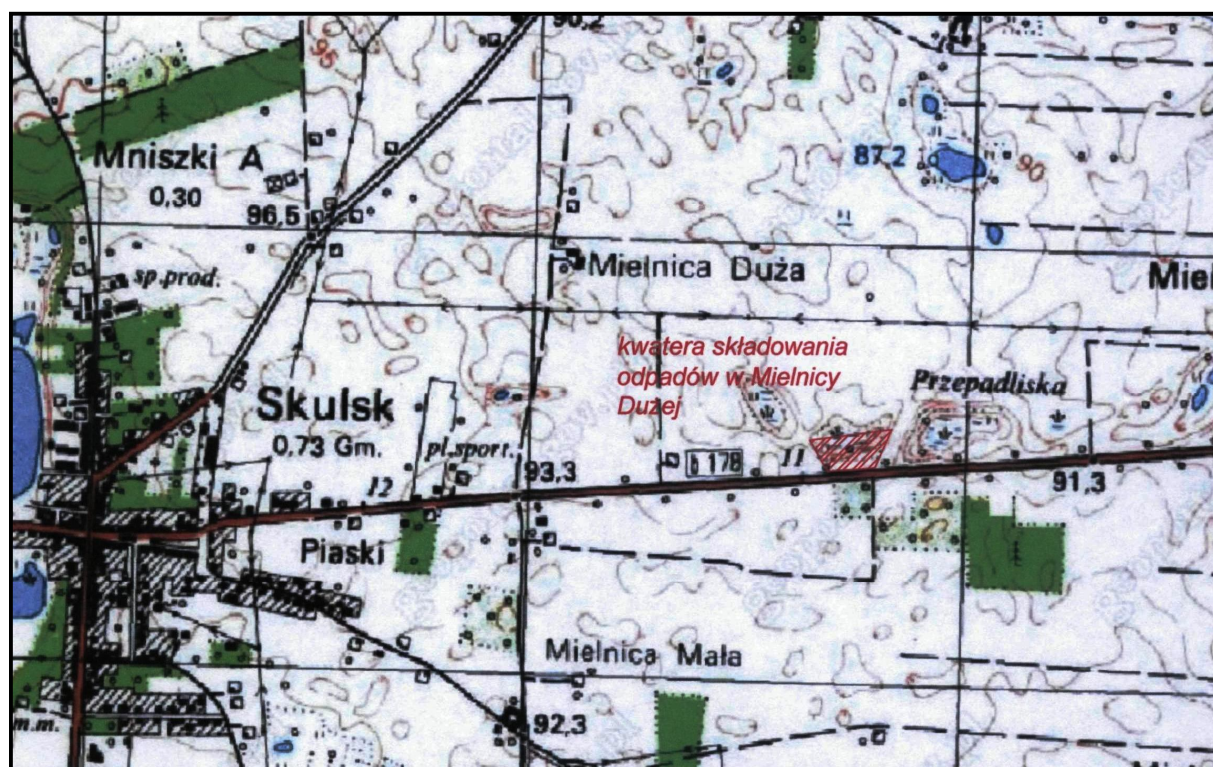 90,2
95
Mniszki A
0,30
87,2
90
96,5
sp.prod.
Mielnica Duża
Miel
kwatera składowania
odpadów w Mielnicy
Dużej
Przepadliska
Skulsk
0.73 Gm.
pl.sport.
178
11
12
93,3
91,3
Piaski
Mielnica Mała
m.m.
92,3